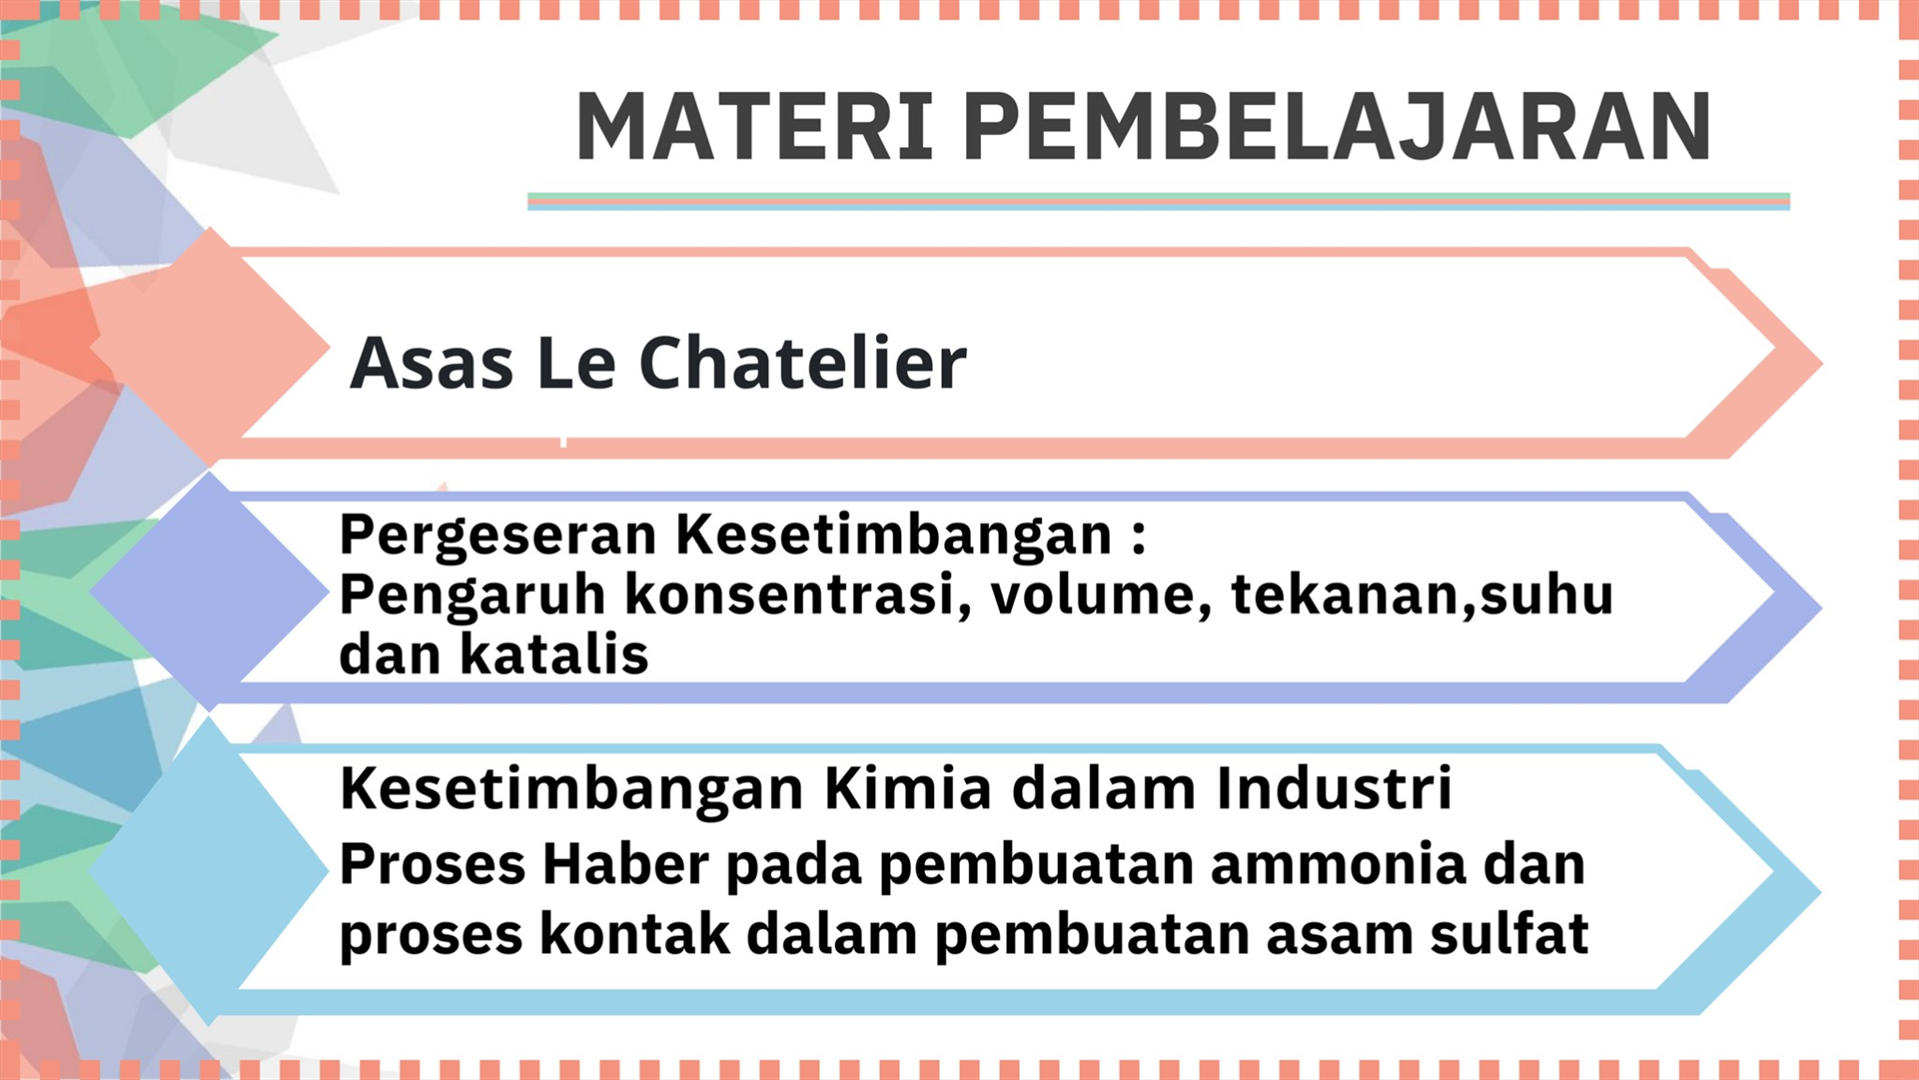 MATERI PEMBELAJARAN
Asas Le Chatelier
Pergeseran Kesetimbangan :
Pengaruh konsentrasi, volume, tekanan,suhu
dan katalis
Kesetimbangan Kimia dalam Industri
Proses Haber pada pembuatan ammonia dan
proses kontak dalam pembuatan asam sulfat